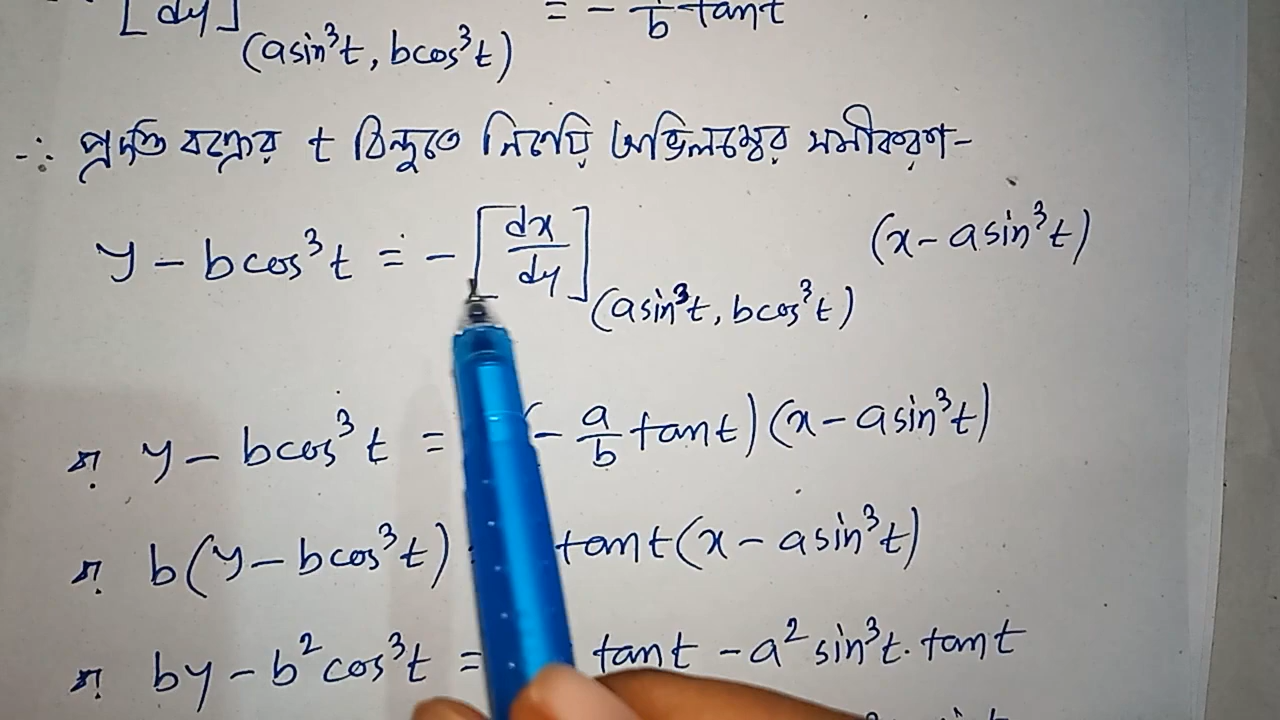 [dy](asin³t, bcos³t) = - /b tant
∴ প্রদত্ত বক্রের t বিন্দুতে নির্ণেয় অভিলম্বের সমীকরণ-
y - bcos³t = - [dx/dy](asin³t, bcos³t) (x - asin³t)
বা, y - bcos³t = (- a/b tant)(x - asin³t)
বা, b(y - bcos³t) tant(x - asin³t)
বা, by - b²cos³t = tant - a²sin³t. tant